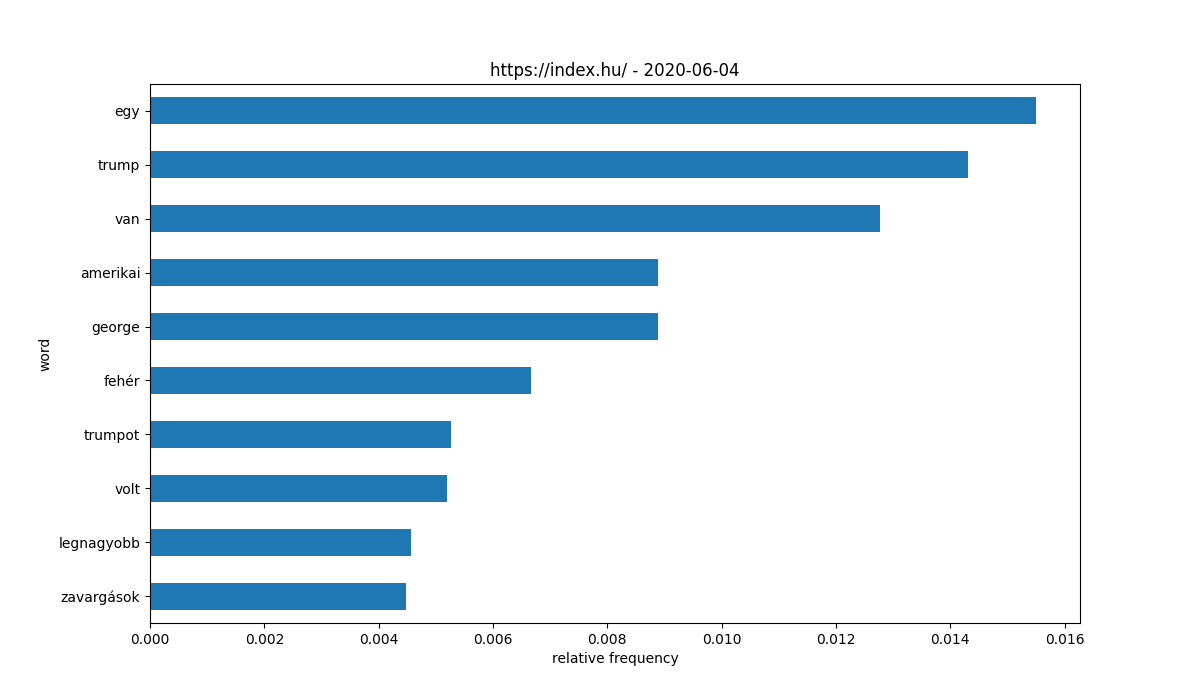 https://index.hu/ - 2020-06-04
egy
trump
van
amerikai
george
fehér
trumpot
volt
legnagyobb
zavargások
word
0.000 0.002 0.004 0.006 0.008 0.010 0.012 0.014 0.016
relative frequency